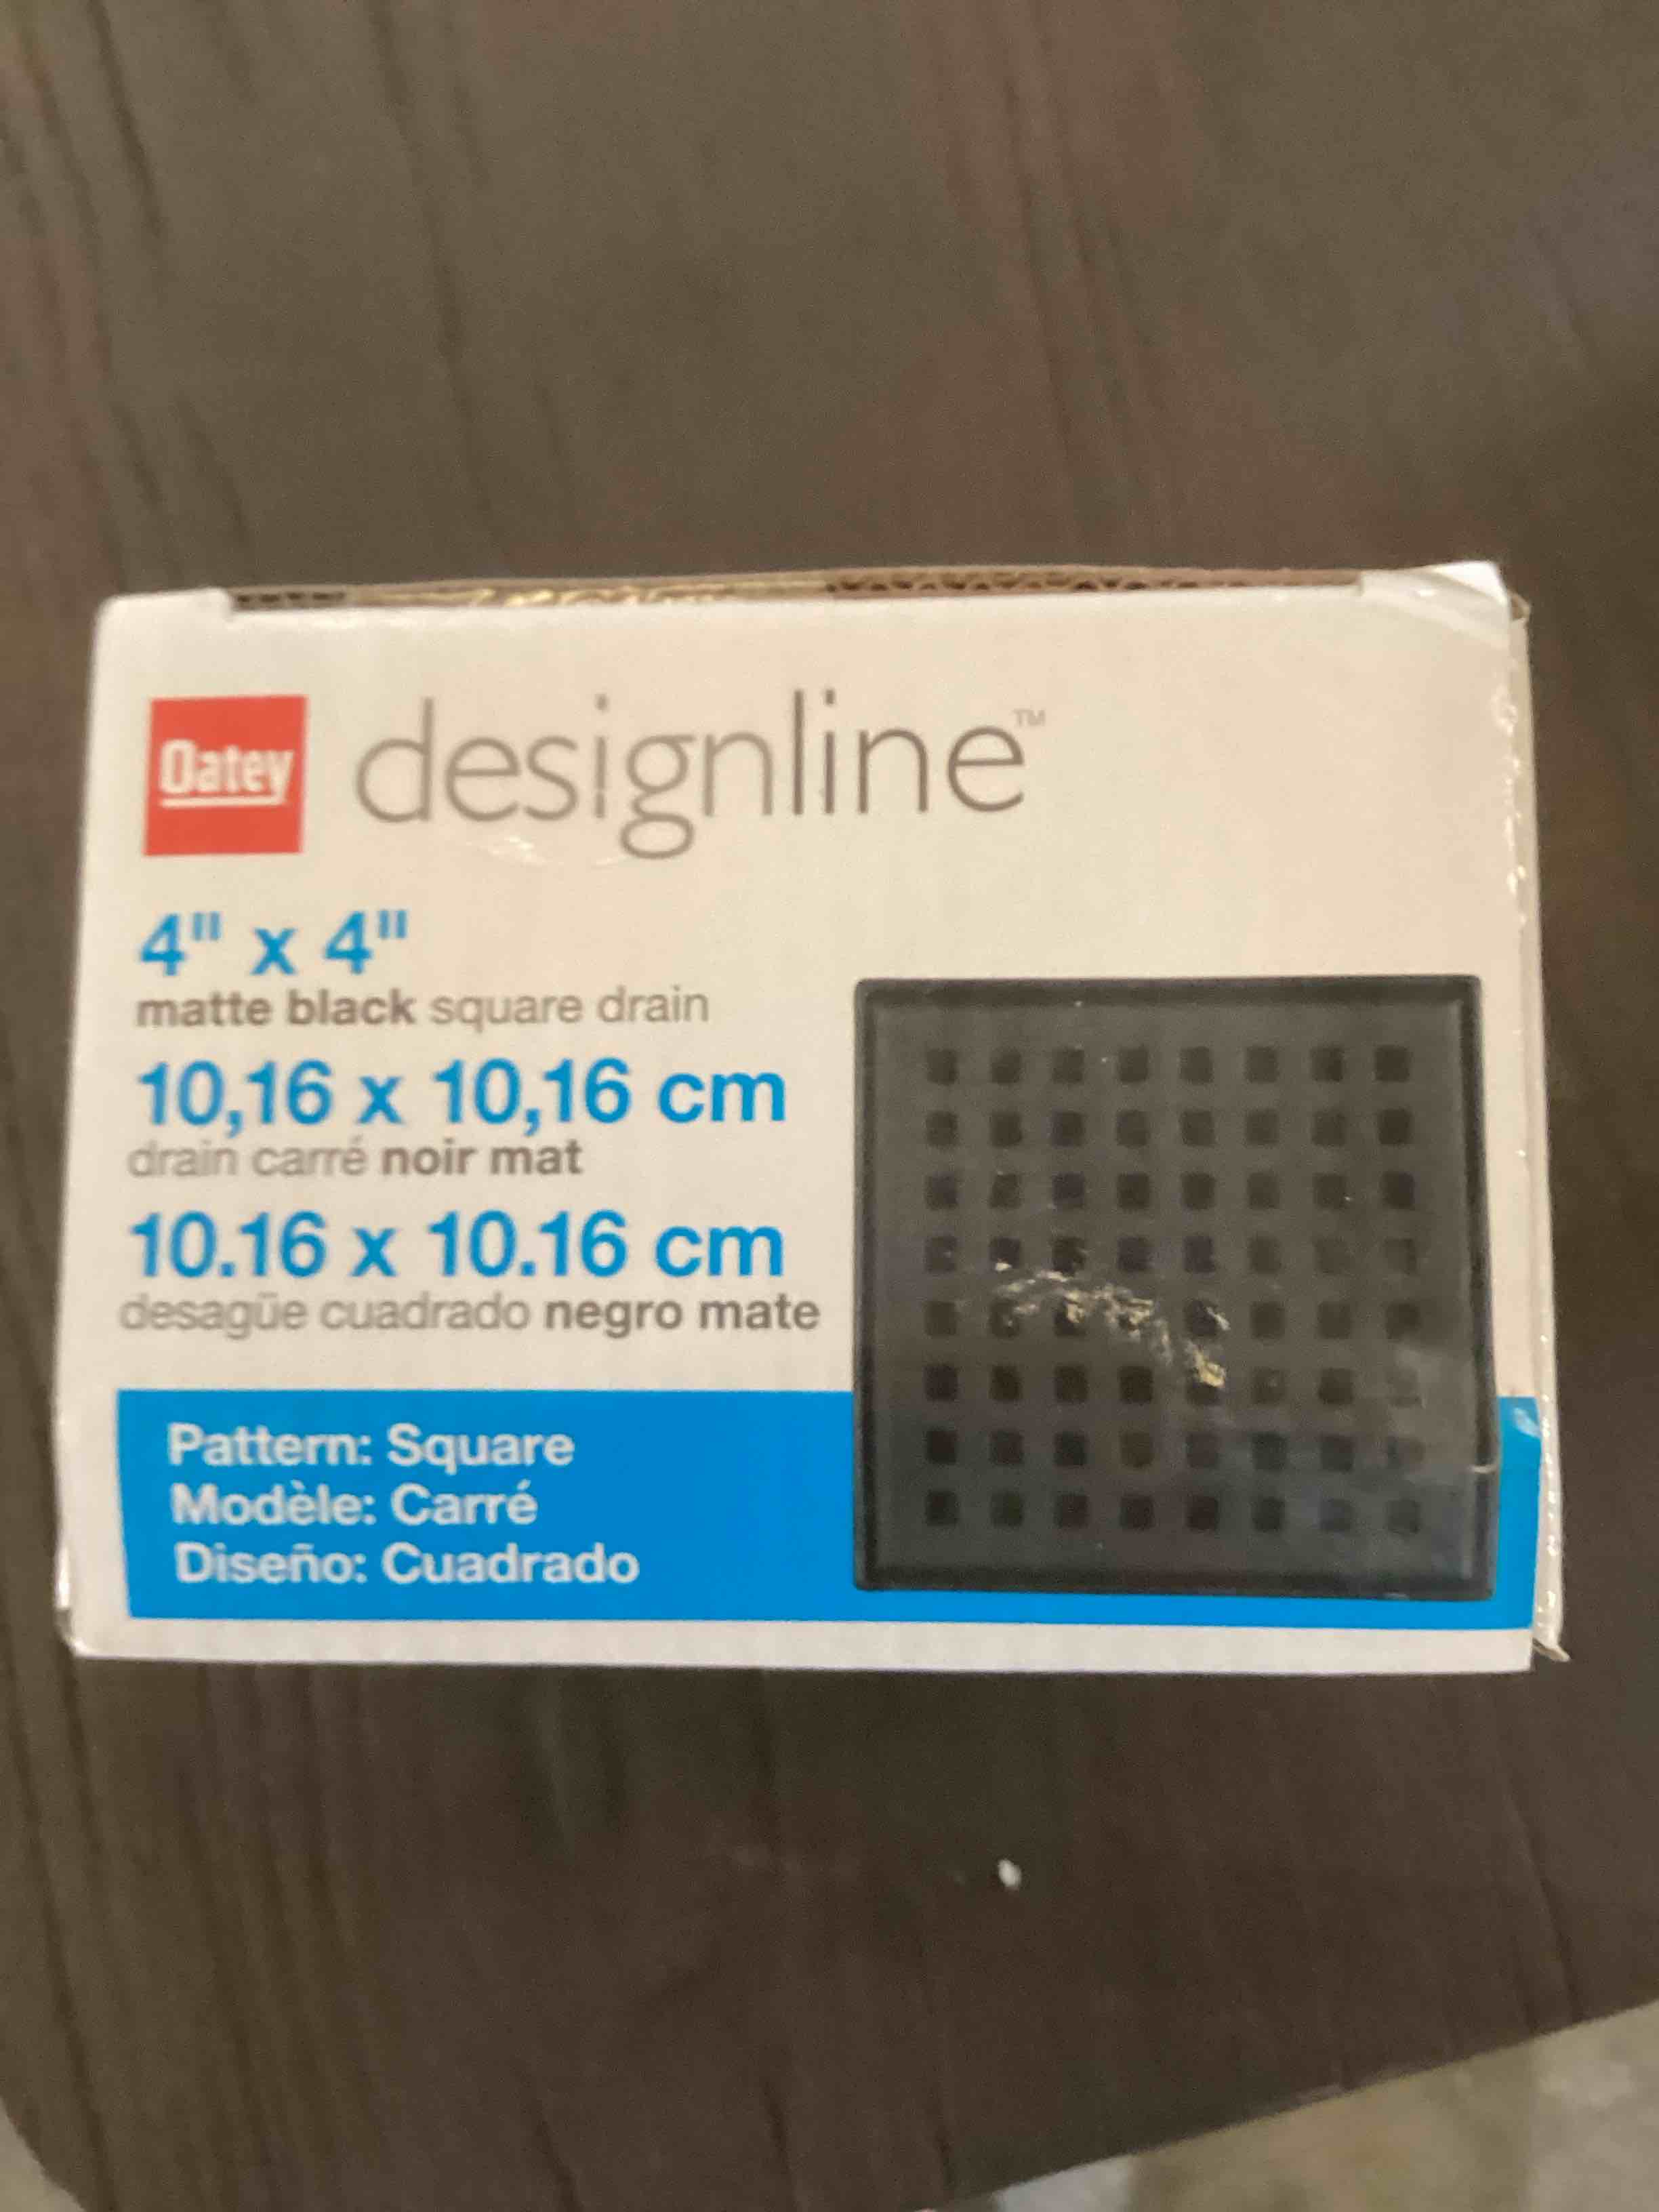 Oatey designline™
4" x 4"
matte black square drain
10,16 x 10,16 cm
drain carré noir mat
10.16 x 10.16 cm
desagüe cuadrado negro mate
Pattern: Square
Modèle: Carré
Diseño: Cuadrado